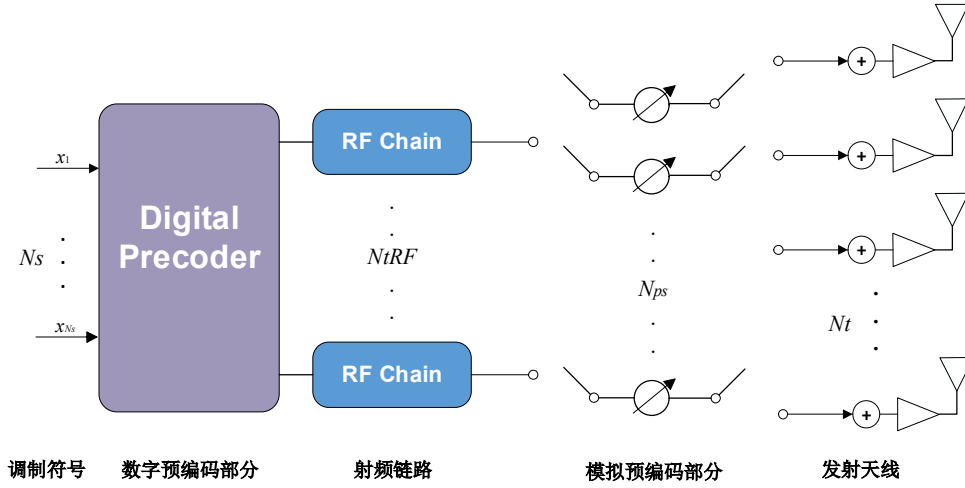 x1
Ns
xNs
Digital
Precoder
RF Chain
NtRF
RF Chain
Nps
+
+
+
Nt
+
调制符号
数字预编码部分
射频链路
模拟预编码部分
发射天线